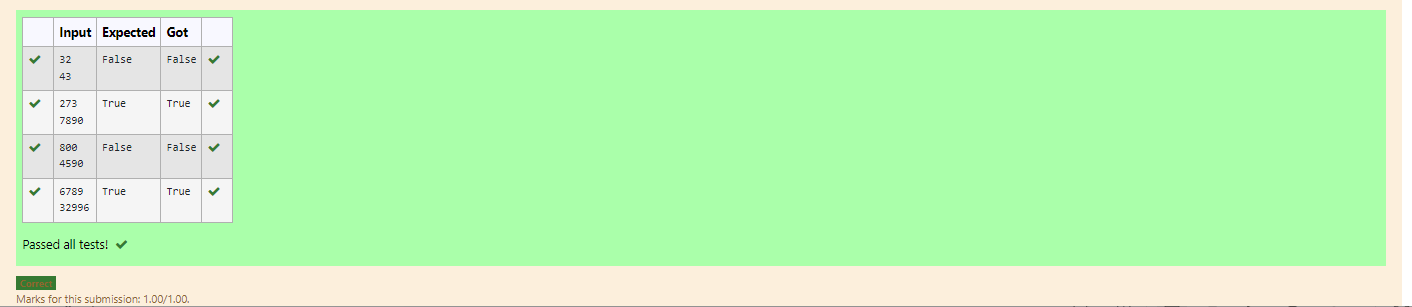 Input Expected Got
32 False False
43
273 True True
7890
800 False False
4590
6789 True True
32996
Passed all tests!
Correct
Marks for this submission: 1.00/1.00.